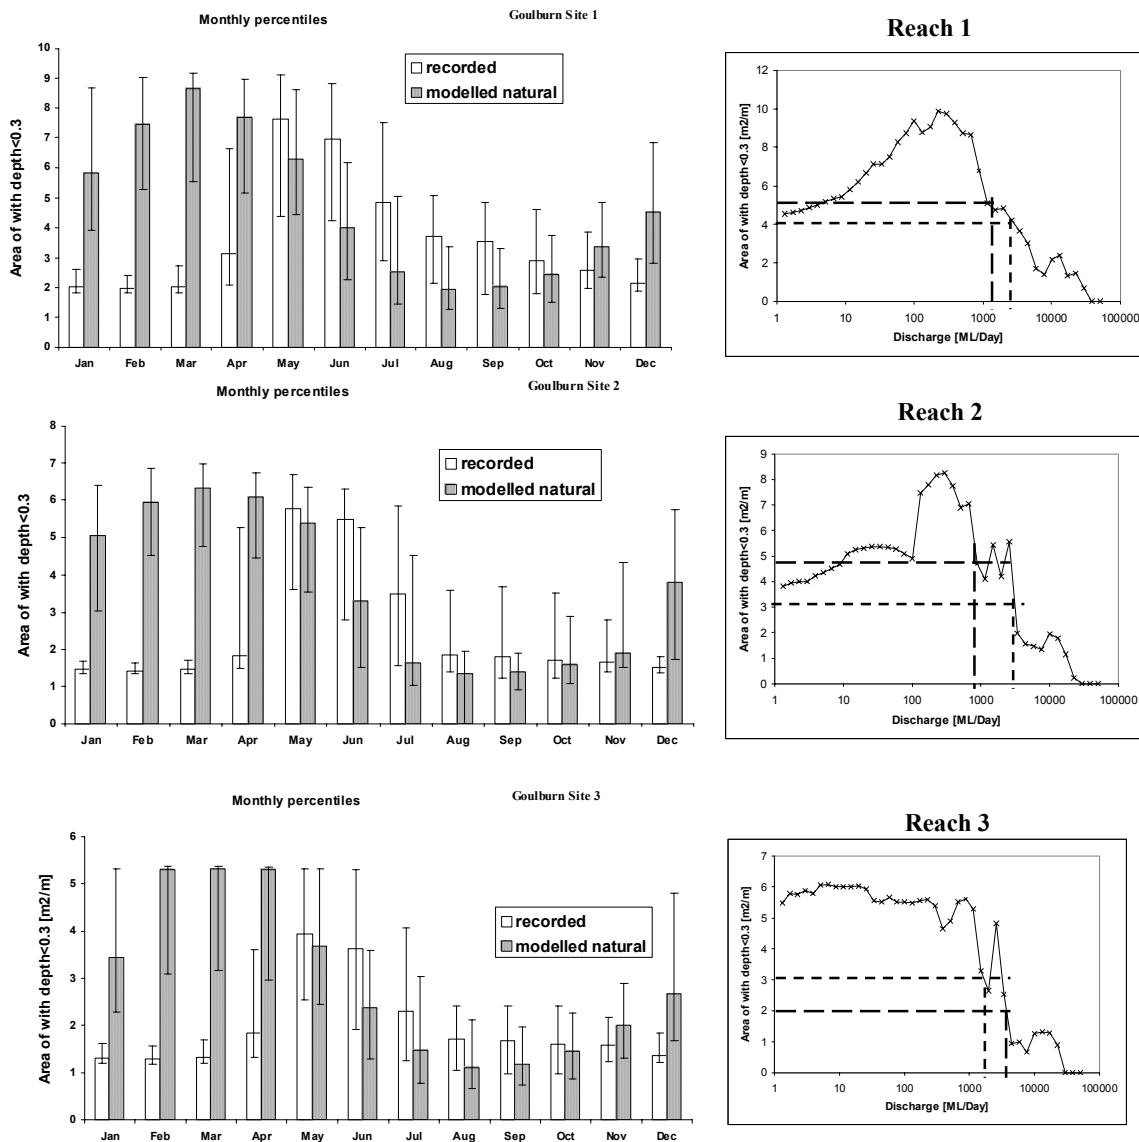 Monthly percentiles
Goulburn Site 1
Area of with depth<0.3
10
9
8
7
6
5
4
3
2
1
0
recorded
modelled natural
Jan Feb Mar Apr May Jun Jul Aug Sep Oct Nov Dec
Reach 1
Area of with depth<0.3 [m2/m]
12
10
8
6
4
2
0
1 10 100 1000 10000 100000
Discharge [ML/Day]
Monthly percentiles
Goulburn Site 2
Area of with depth<0.3
8
7
6
5
4
3
2
1
0
recorded
modelled natural
Jan Feb Mar Apr May Jun Jul Aug Sep Oct Nov Dec
Reach 2
Area of with depth<0.3 [m2/m]
9
8
7
6
5
4
3
2
1
0
1 10 100 1000 10000 100000
Discharge [ML/Day]
Monthly percentiles
Goulburn Site 3
Area of with depth<0.3 [m2/m]
6
5
4
3
2
1
0
recorded
modelled natural
Jan Feb Mar Apr May Jun Jul Aug Sep Oct Nov Dec
Reach 3
Area of with depth<0.3 [m2/m]
7
6
5
4
3
2
1
0
1 10 100 1000 10000 100000
Discharge [ML/Day]